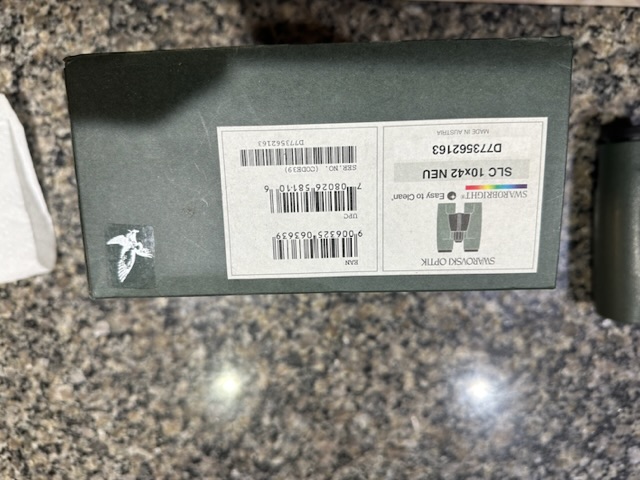 SWAROVSKI OPTIK
SWAROBRIGHT® Easy to Clean
SLC 10x42 NEU
D773562163
MADE IN AUSTRIA
EAN
9 006325 063639
UPC
7 08026 58110 6
SER.NO. (CODE39)
D773562163